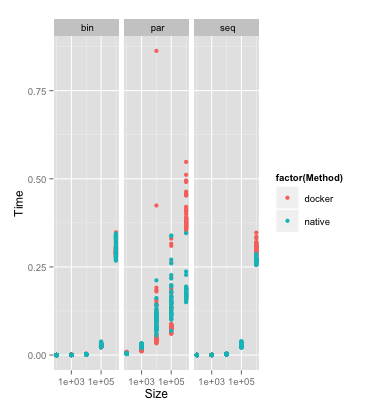 bin par seq
0.75
0.50
0.25
0.00
Time
1e+03 1e+05 1e+03 1e+05 1e+03 1e+05
Size
factor(Method)
docker
native